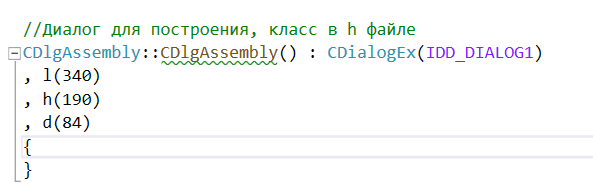 //Диалог для построения, класс в h файле
CDlgAssembly::CDlgAssembly() : CDialogEx(IDD_DIALOG1)
, l(340)
, h(190)
, d(84)
{
}